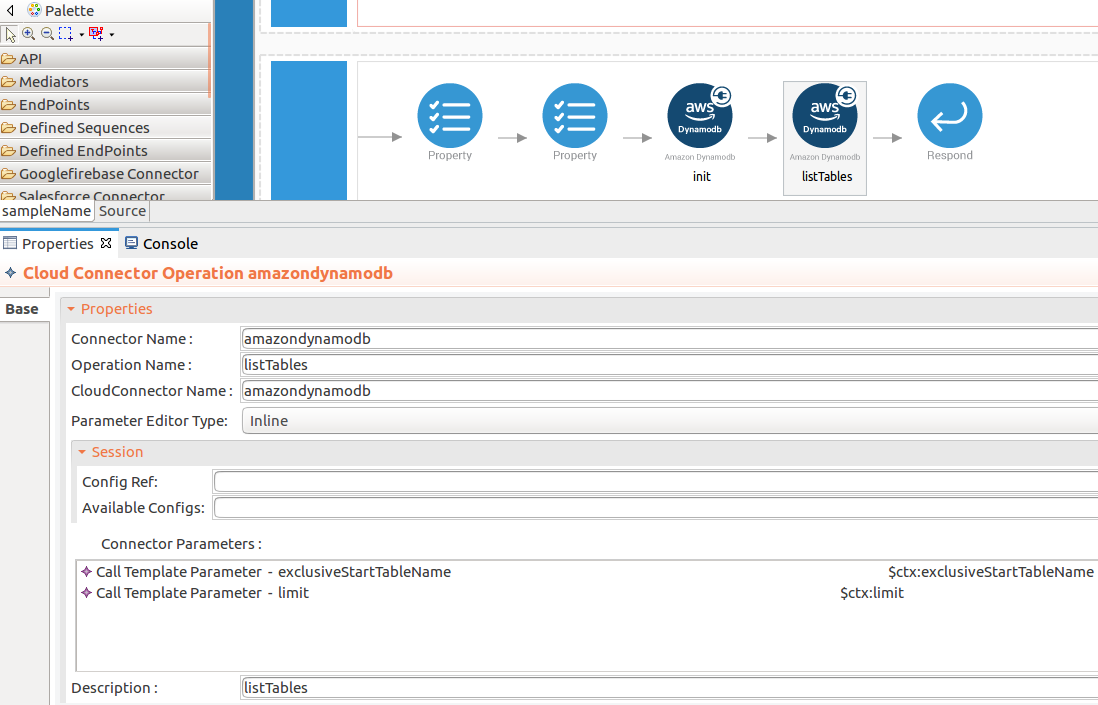 Palette
API
Mediators
EndPoints
Defined Sequences
Defined EndPoints
Googlefirebase Connector
Salesforce Connector
Property
Property
aws
Dynamodb
Amazon Dynamodb
init
aws
Dynamodb
Amazon Dynamodb
listTables
Respond
sampleName Source
Properties Console
Cloud Connector Operation amazondynamodb
Base
Properties
Connector Name : amazondynamodb
Operation Name : listTables
CloudConnector Name : amazondynamodb
Parameter Editor Type: Inline
Session
Config Ref:
Available Configs:
Connector Parameters :
Call Template Parameter - exclusiveStartTableName $ctx:exclusiveStartTableName
Call Template Parameter - limit $ctx:limit
Description : listTables